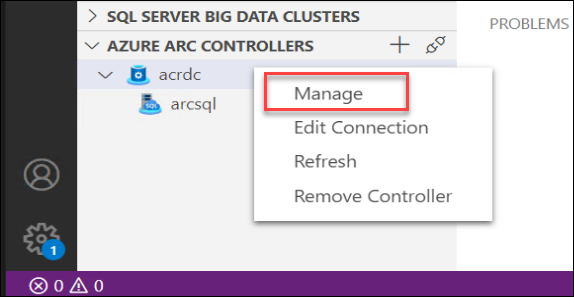 SQL SERVER BIG DATA CLUSTERS
PROBLEMS
AZURE ARC CONTROLLERS
acrdc
arcsql
Manage
Edit Connection
Refresh
Remove Controller
1
0 0